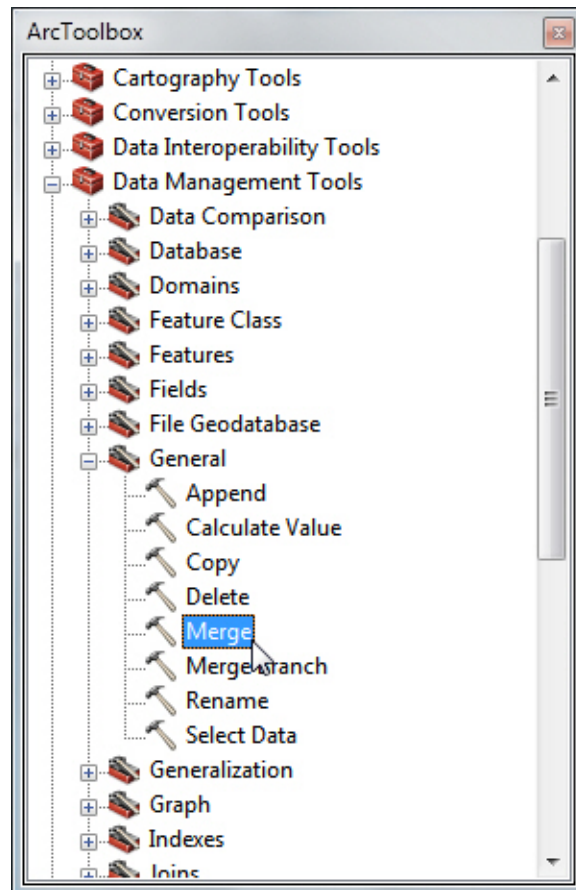 ArcToolbox
Cartography Tools
Conversion Tools
Data Interoperability Tools
Data Management Tools
Data Comparison
Database
Domains
Feature Class
Features
Fields
File Geodatabase
General
Append
Calculate Value
Copy
Delete
Merge
Merge Branch
Rename
Select Data
Generalization
Graph
Indexes
Joins